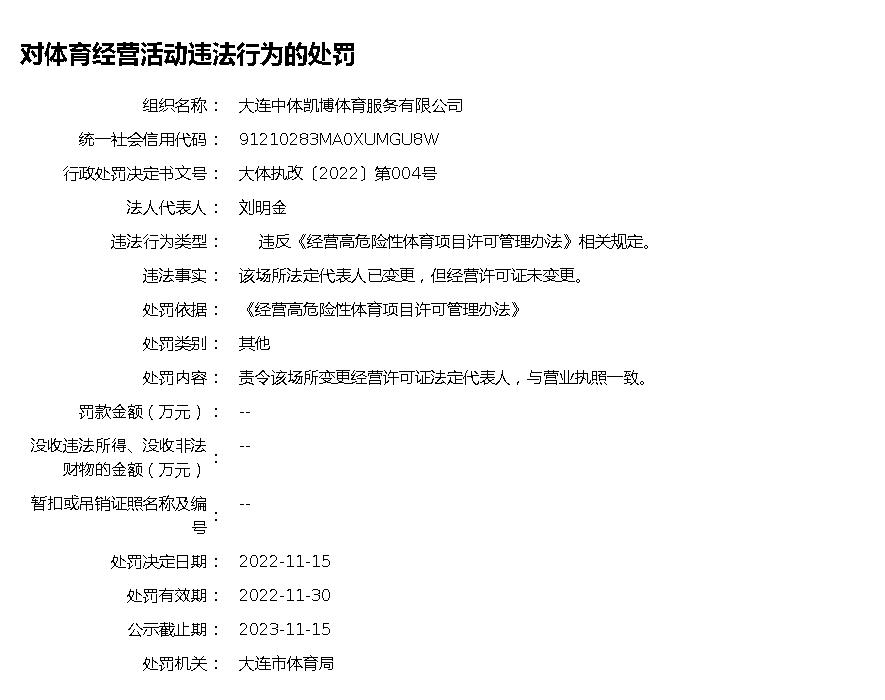 对体育经营活动违法行为的处罚
组织名称： 大连中体凯博体育服务有限公司
统一社会信用代码： 91210283MA0XUMGU8W
行政处罚决定书文号： 大体执改〔2022〕第004号
法人代表人： 刘明金
违法行为类型： 违反《经营高危险性体育项目许可管理办法》相关规定。
违法事实： 该场所法定代表人已变更，但经营许可证未变更。
处罚依据： 《经营高危险性体育项目许可管理办法》
处罚类别： 其他
处罚内容： 责令该场所变更经营许可证法定代表人，与营业执照一致。
罚款金额（万元）： --
没收违法所得、没收非法
财物的金额（万元）： --
暂扣或吊销证照名称及编
号： --
处罚决定日期： 2022-11-15
处罚有效期： 2022-11-30
公示截止期： 2023-11-15
处罚机关： 大连市体育局